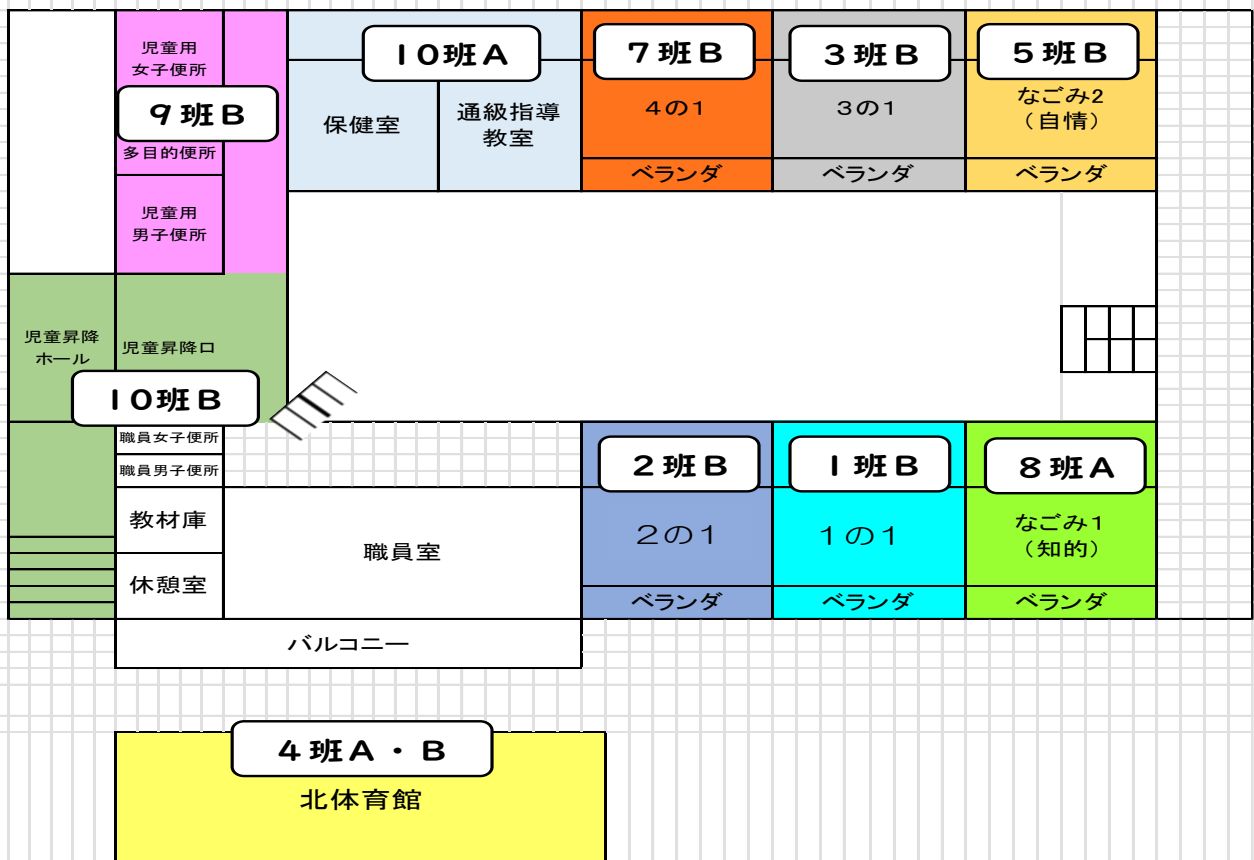 児童用
女子便所
9班B
多目的便所
児童用
男子便所
10班A
保健室
通級指導
教室
7班B
4の1
ベランダ
3班B
3の1
ベランダ
5班B
なごみ2
（自情）
ベランダ
児童昇降
ホール
児童昇降口
10班B
職員女子便所
職員男子便所
教材庫
休憩室
職員室
バルコニー
2班B
2の1
ベランダ
1班B
1の1
ベランダ
8班A
なごみ1
（知的）
ベランダ
4班A・B
北体育館